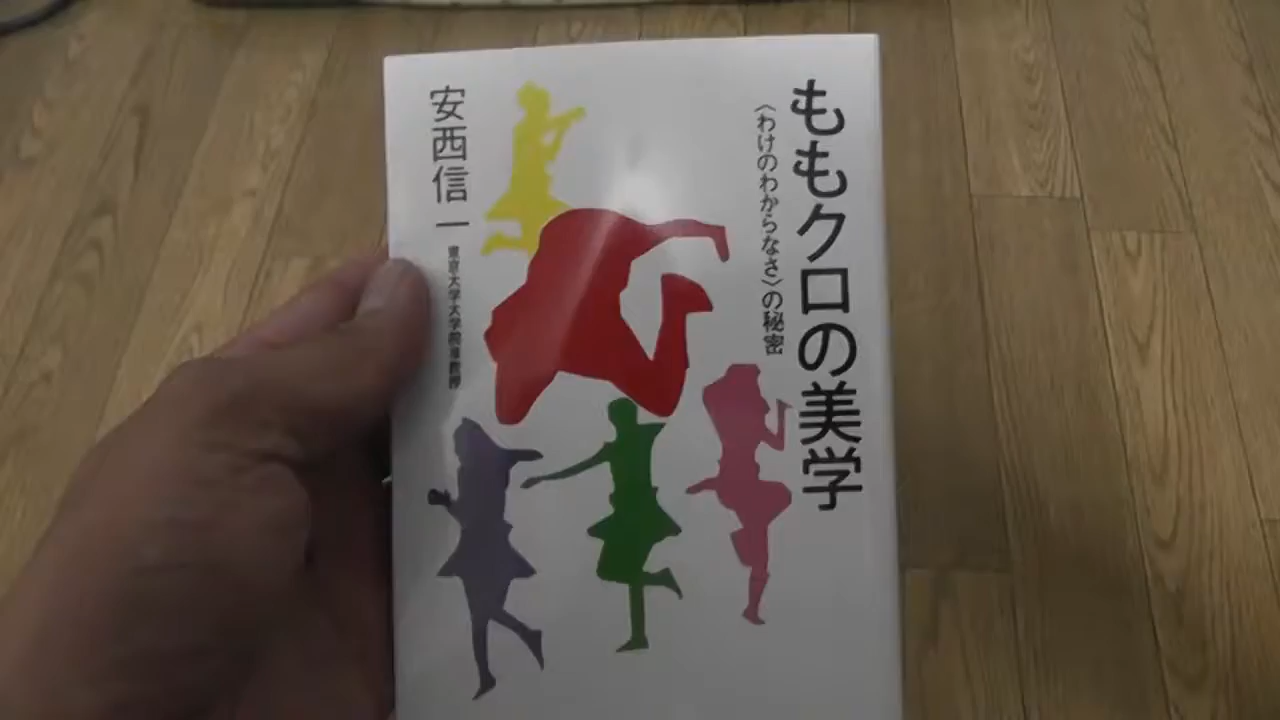 ももクロの美学
〈わけのわからなさ〉の秘密
安西信一
東京大学大学院准教授